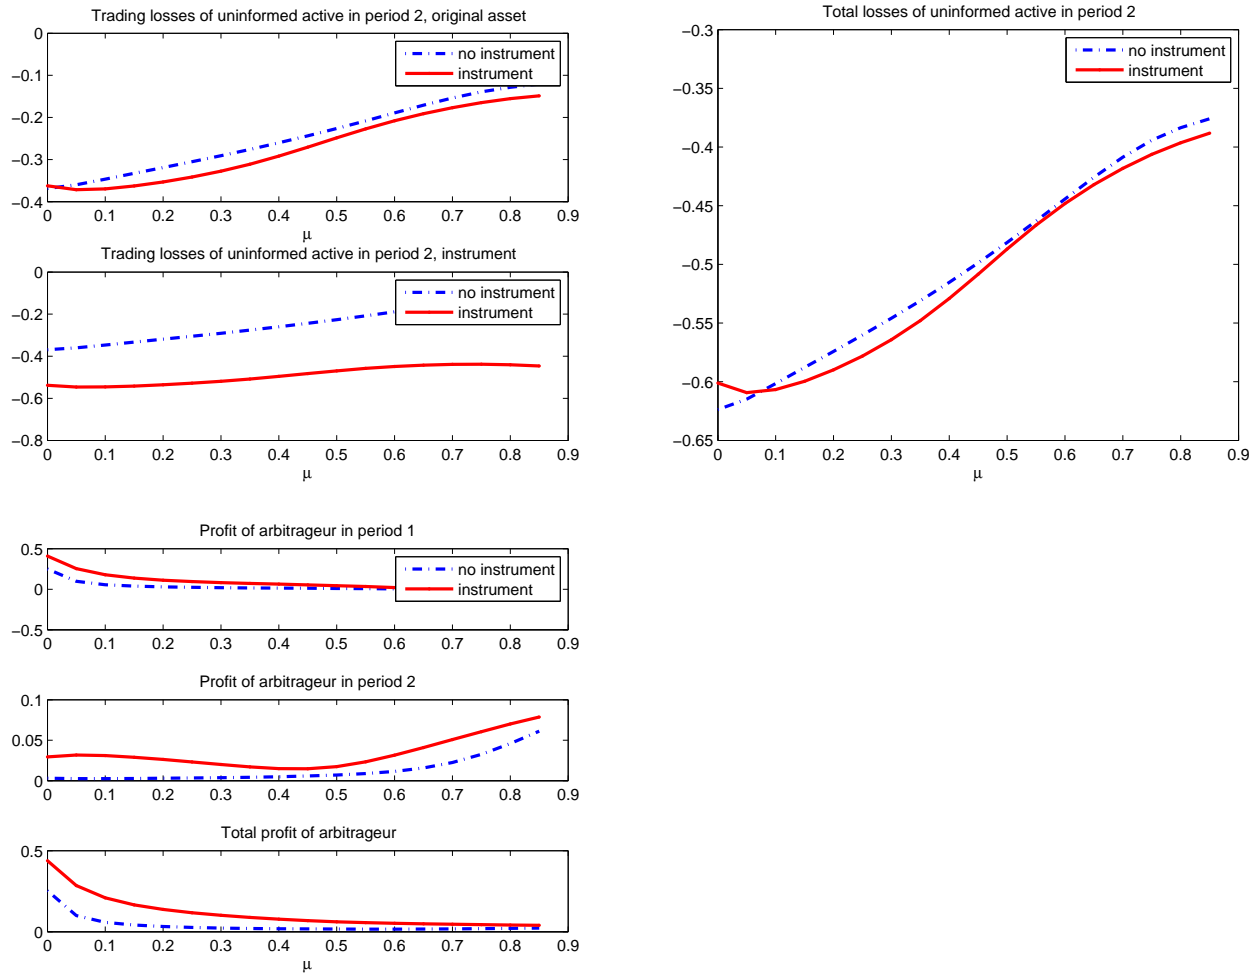 Trading losses of uninformed active in period 2, original asset
0
−0.1
−0.2
−0.3
−0.4
no instrument
instrument
0 0.1 0.2 0.3 0.4 0.5 0.6 0.7 0.8 0.9
μ
Trading losses of uninformed active in period 2, instrument
0
−0.2
−0.4
−0.6
−0.8
no instrument
instrument
0 0.1 0.2 0.3 0.4 0.5 0.6 0.7 0.8 0.9
μ
Total losses of uninformed active in period 2
−0.3
−0.35
−0.4
−0.45
−0.5
−0.55
−0.6
−0.65
no instrument
instrument
0 0.1 0.2 0.3 0.4 0.5 0.6 0.7 0.8 0.9
μ
Profit of arbitrageur in period 1
0.5
0
−0.5
no instrument
instrument
0 0.1 0.2 0.3 0.4 0.5 0.6 0.7 0.8 0.9
Profit of arbitrageur in period 2
0.1
0.05
0
0 0.1 0.2 0.3 0.4 0.5 0.6 0.7 0.8 0.9
Total profit of arbitrageur
0.5
0
0 0.1 0.2 0.3 0.4 0.5 0.6 0.7 0.8 0.9
μ